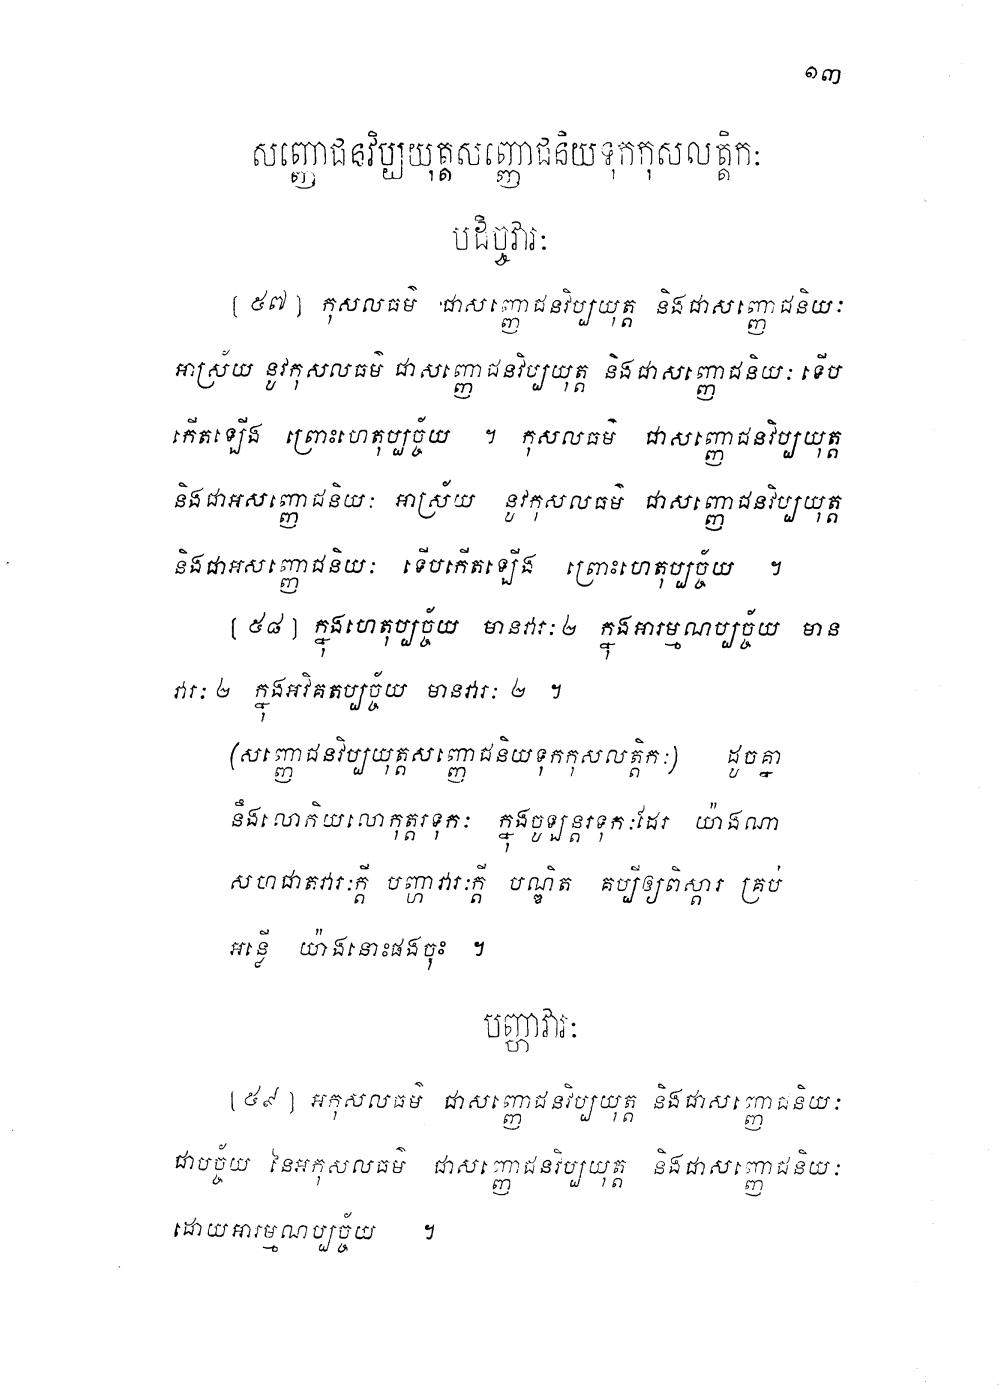 ១៣
សញ្ញោជនវិប្បយុត្តសញ្ញោជនិយទុកកុសលត្តិកៈ
បដិច្ចវារៈ
[ ៥៧ ] កុសលធម៌ ជាសញ្ញោជនវិប្បយុត្ត និងជាសញ្ញោជនិយៈ
អាស្រ័យ នូវកុសលធម៌ ជាសញ្ញោជនវិប្បយុត្ត និងជាសញ្ញោជនិយៈ ទើប
កើតឡើង ព្រោះហេតុប្បច្ច័យ ។ កុសលធម៌ ជាសញ្ញោជនវិប្បយុត្ត
និងជាអសញ្ញោជនិយៈ អាស្រ័យ នូវកុសលធម៌ ជាសញ្ញោជនវិប្បយុត្ត
និងជាអសញ្ញោជនិយៈ ទើបកើតឡើង ព្រោះហេតុប្បច្ច័យ ។
[ ៥៨ ] ក្នុងហេតុប្បច្ច័យ មានវារៈ ២ ក្នុងអារម្មណប្បច្ច័យ មាន
វារៈ ២ ក្នុងអវិគតប្បច្ច័យ មានវារៈ ២ ។
(សញ្ញោជនវិប្បយុត្តសញ្ញោជនិយទុកកុសលត្តិកៈ) ដូចគ្នា
នឹងលោកិយលោកុត្តរទុកៈ ក្នុងចូឡន្តរទុកៈដែរ យ៉ាងណា
សហជាតវារៈក្តី បញ្ហាវារៈក្តី បណ្ឌិត គប្បីឲ្យពិស្តារ គ្រប់
អន្លើ យ៉ាងនោះផងចុះ ។
បញ្ហាវារៈ
[ ៥៩ ] អកុសលធម៌ ជាសញ្ញោជនវិប្បយុត្ត និងជាសញ្ញោជនិយៈ
ជាបច្ច័យ នៃអកុសលធម៌ ជាសញ្ញោជនវិប្បយុត្ត និងជាសញ្ញោជនិយៈ
ដោយអារម្មណប្បច្ច័យ ។